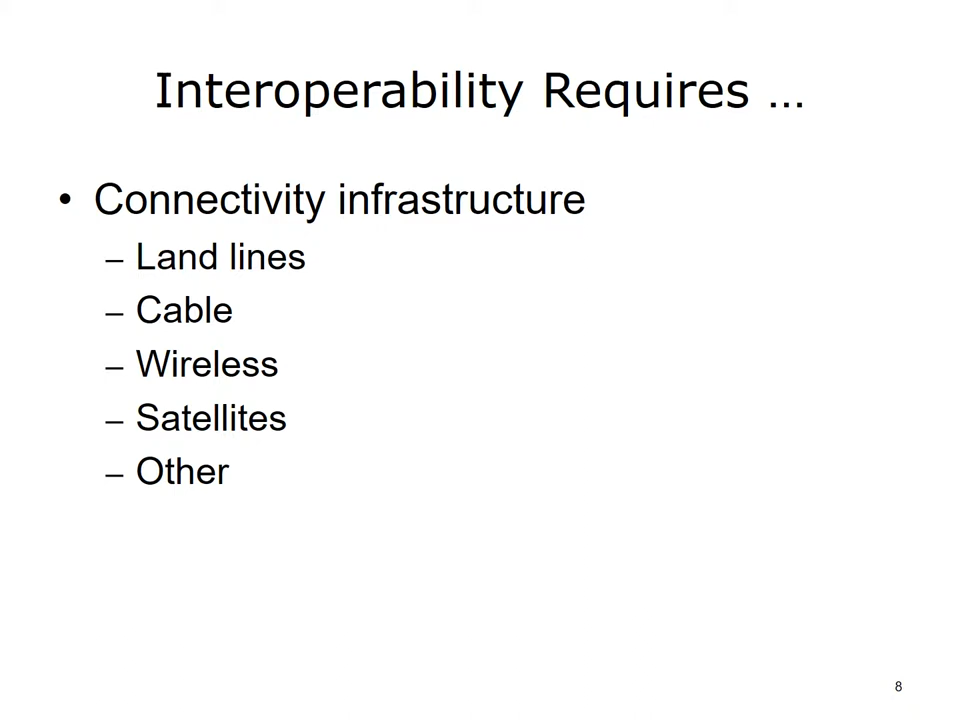 Interoperability Requires …
• Connectivity infrastructure
– Land lines
– Cable
– Wireless
– Satellites
– Other
8